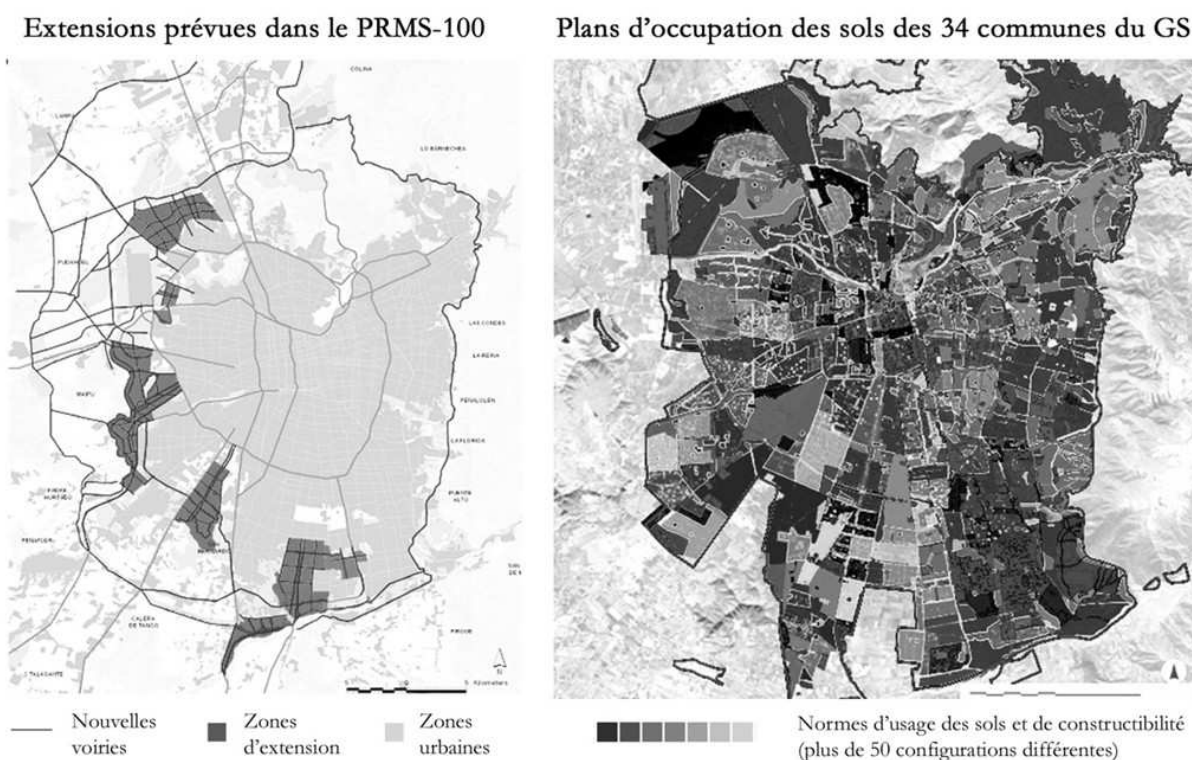 Extensions prévues dans le PRMS-100
Plans d'occupation des sols des 34 communes du GS
COLINA
LAMPA
LO BARNECHEA
PUDAHUEL
LAS CONDES
LA REINA
MAIPU
PEÑALOLEN
LA FLORIDA
PUENTE
ALTO
PADRE
HURTADO
CALERA
DE TANGO
PIRQUE
TALAGANTE
N
Kilometers
Nouvelles
voiries
Zones
d'extension
Zones
urbaines
Normes d'usage des sols et de constructibilité
(plus de 50 configurations différentes)